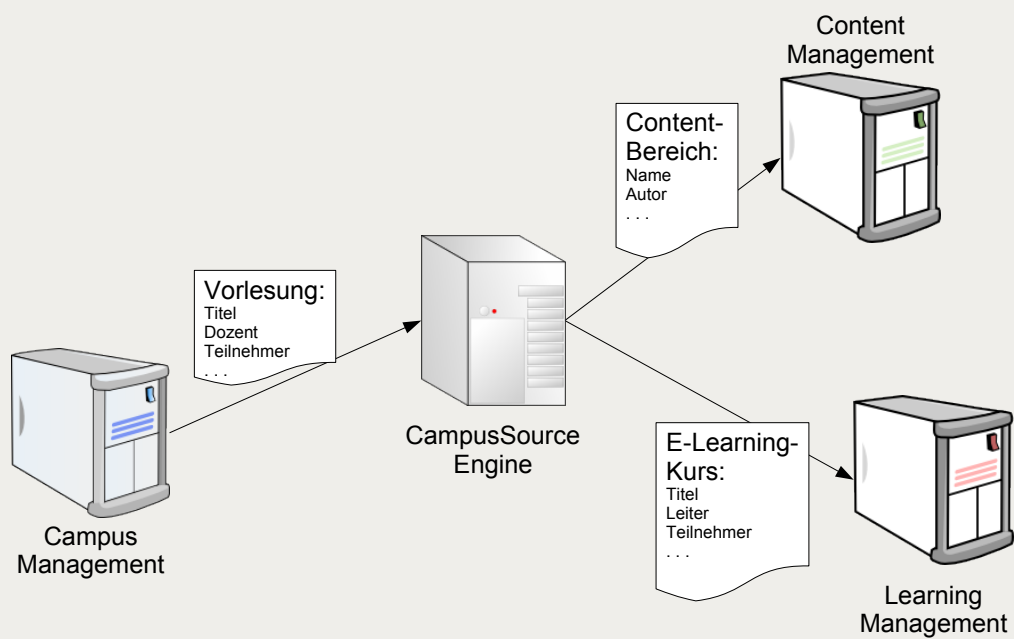 Content
Management
Content-
Bereich:
Name
Autor
. . .
Vorlesung:
Titel
Dozent
Teilnehmer
. . .
CampusSource
Engine
Campus
Management
E-Learning-
Kurs:
Titel
Leiter
Teilnehmer
. . .
Learning
Management